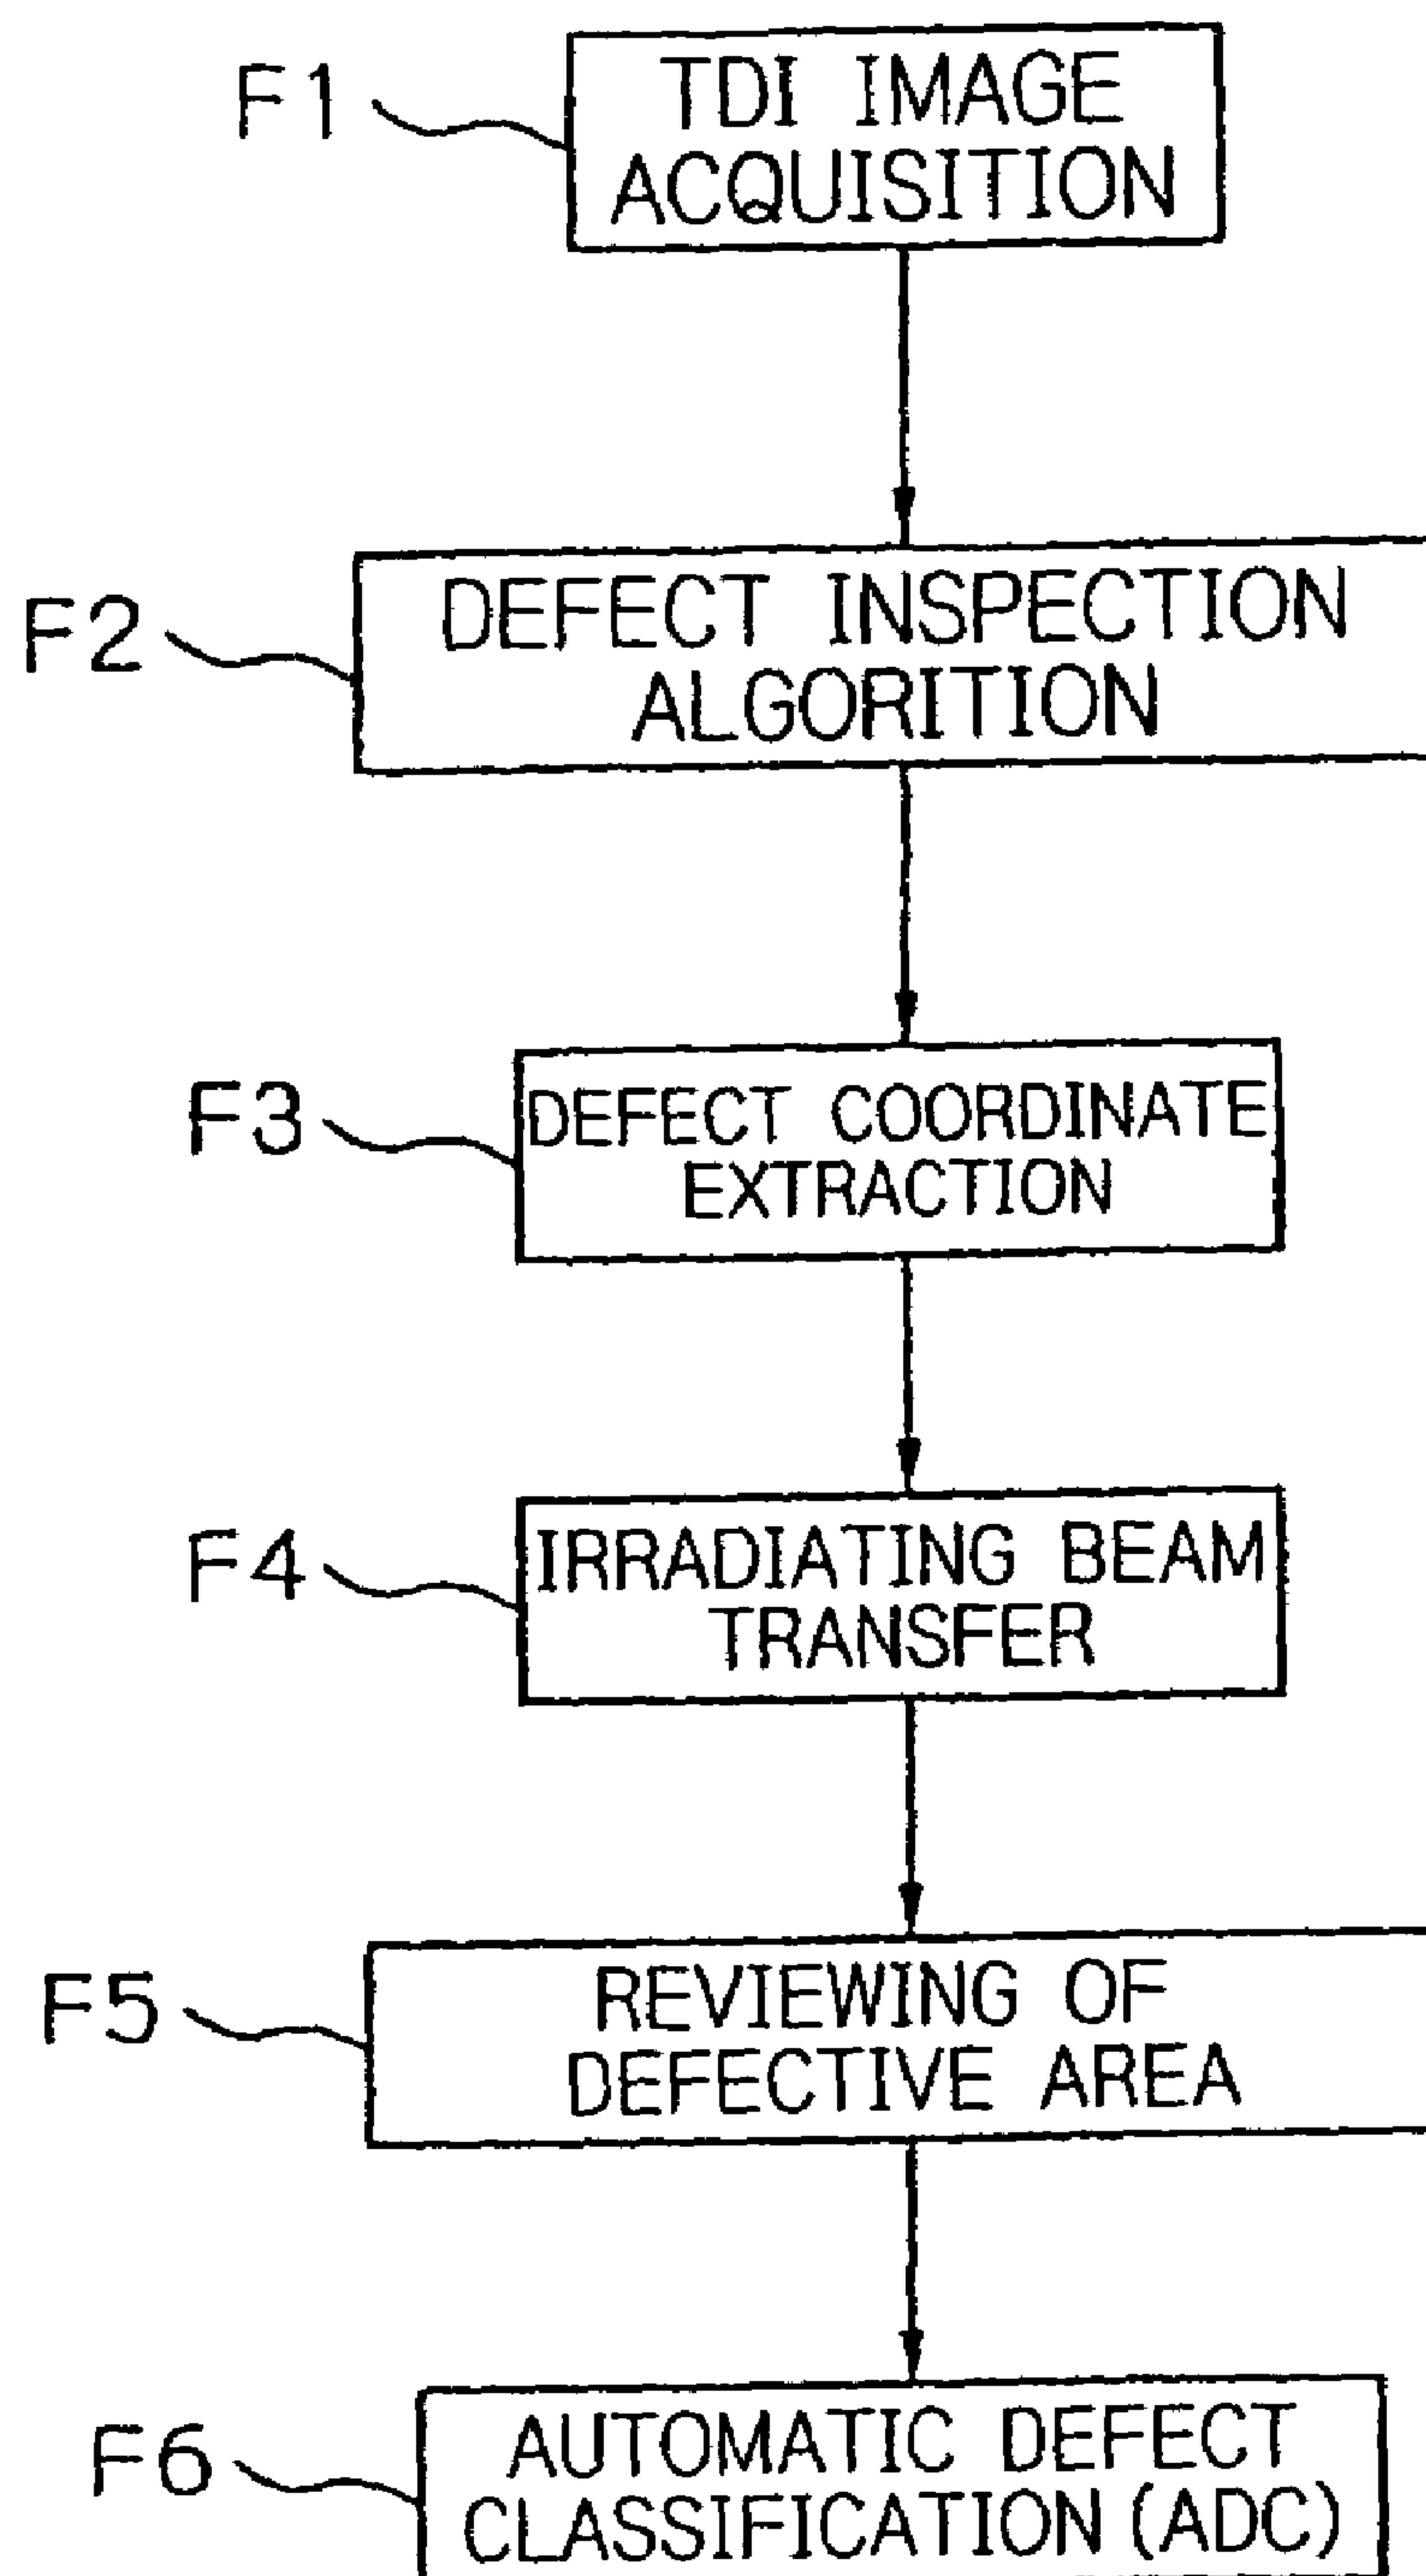 F1
TDI IMAGE
ACQUISITION
F2
DEFECT INSPECTION
ALGORITION
F3
DEFECT COORDINATE
EXTRACTION
F4
IRRADIATING BEAM
TRANSFER
F5
REVIEWING OF
DEFECTIVE AREA
F6
AUTOMATIC DEFECT
CLASSIFICATION (ADC)